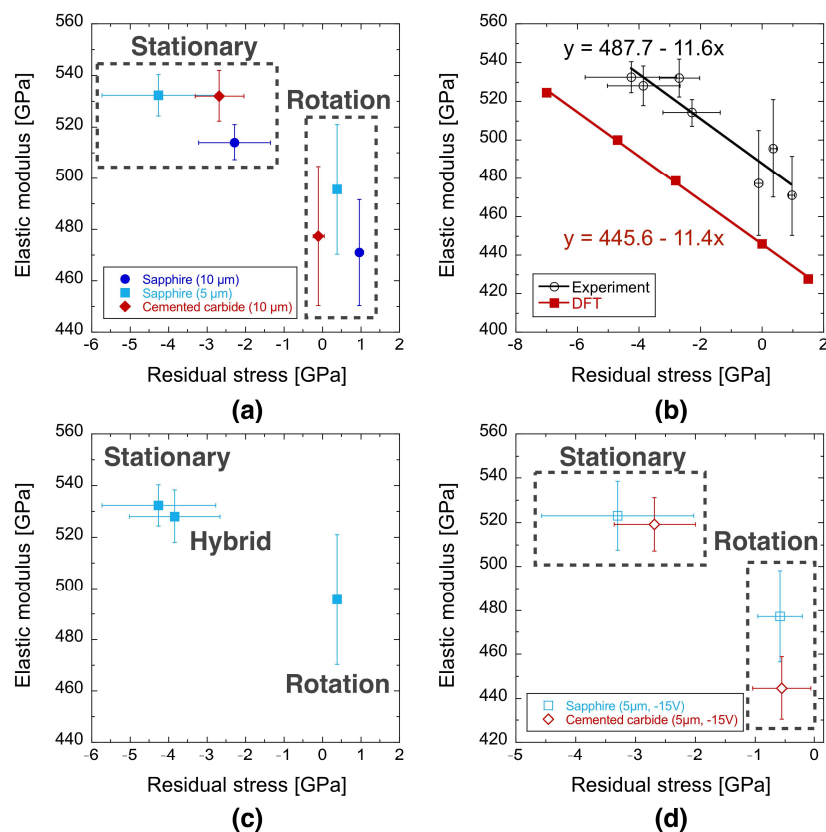 Stationary
Rotation
Elastic modulus [GPa]
560
540
520
500
480
460
440
Sapphire (10 µm)
Sapphire (5 µm)
Cemented carbide (10 µm)
-6 -5 -4 -3 -2 -1 0 1 2
Residual stress [GPa]
(a)
y = 487.7 - 11.6x
y = 445.6 - 11.4x
Elastic modulus [GPa]
560
540
520
500
480
460
440
420
400
Experiment
DFT
-8 -6 -4 -2 0 2
Residual stress [GPa]
(b)
Stationary
Hybrid
Rotation
Elastic modulus [GPa]
560
540
520
500
480
460
440
-6 -5 -4 -3 -2 -1 0 1 2
Residual stress [GPa]
(c)
Stationary
Rotation
Elastic modulus [GPa]
560
540
520
500
480
460
440
420
Sapphire (5µm, -15V)
Cemented carbide (5µm, -15V)
-5 -4 -3 -2 -1 0
Residual stress [GPa]
(d)